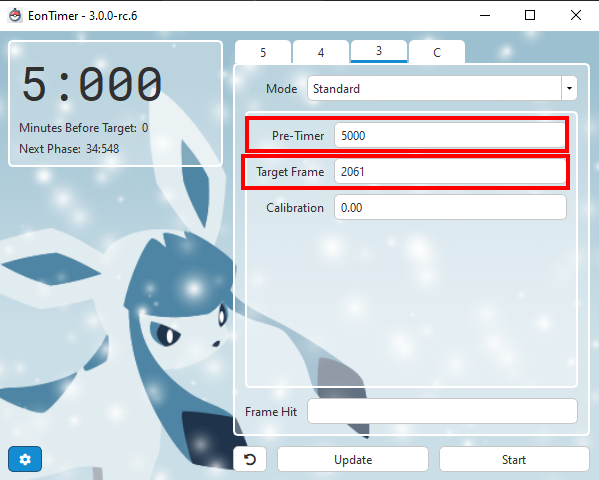 EonTimer - 3.0.0-rc.6
5:000
Minutes Before Target: 0
Next Phase: 34:548
5 4 3 C
Mode Standard
Pre-Timer 5000
Target Frame 2061
Calibration 0.00
Frame Hit
Update Start